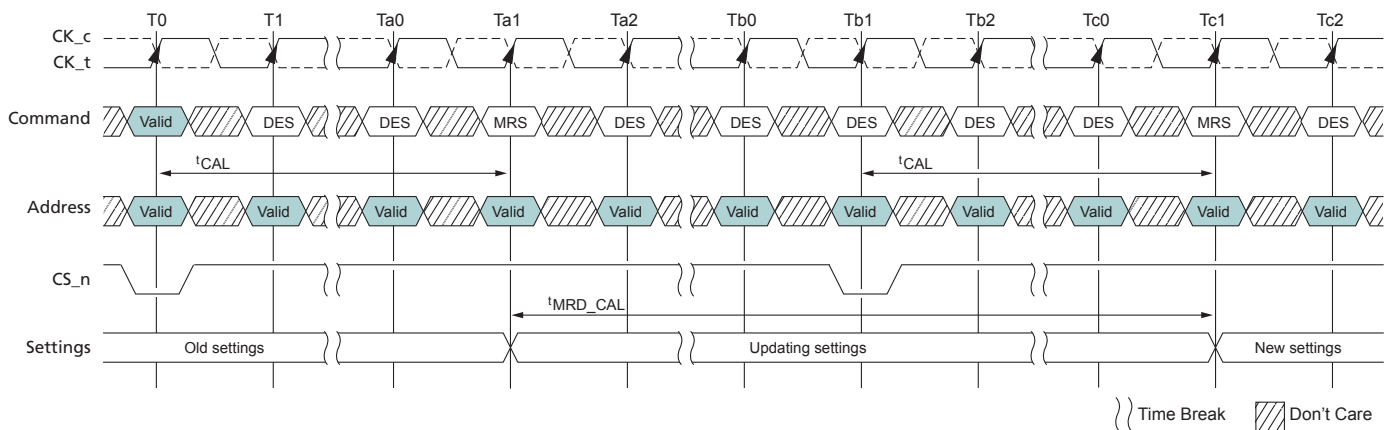 T0 T1 Ta0 Ta1 Ta2 Tb0 Tb1 Tb2 Tc0 Tc1 Tc2
CK_c
CK_t
Command Valid DES DES MRS DES DES DES DES DES MRS DES
tCAL tCAL
Address Valid Valid Valid Valid Valid Valid Valid Valid Valid Valid Valid
CS_n
tMRD_CAL
Settings Old settings Updating settings New settings
Time Break Don't Care